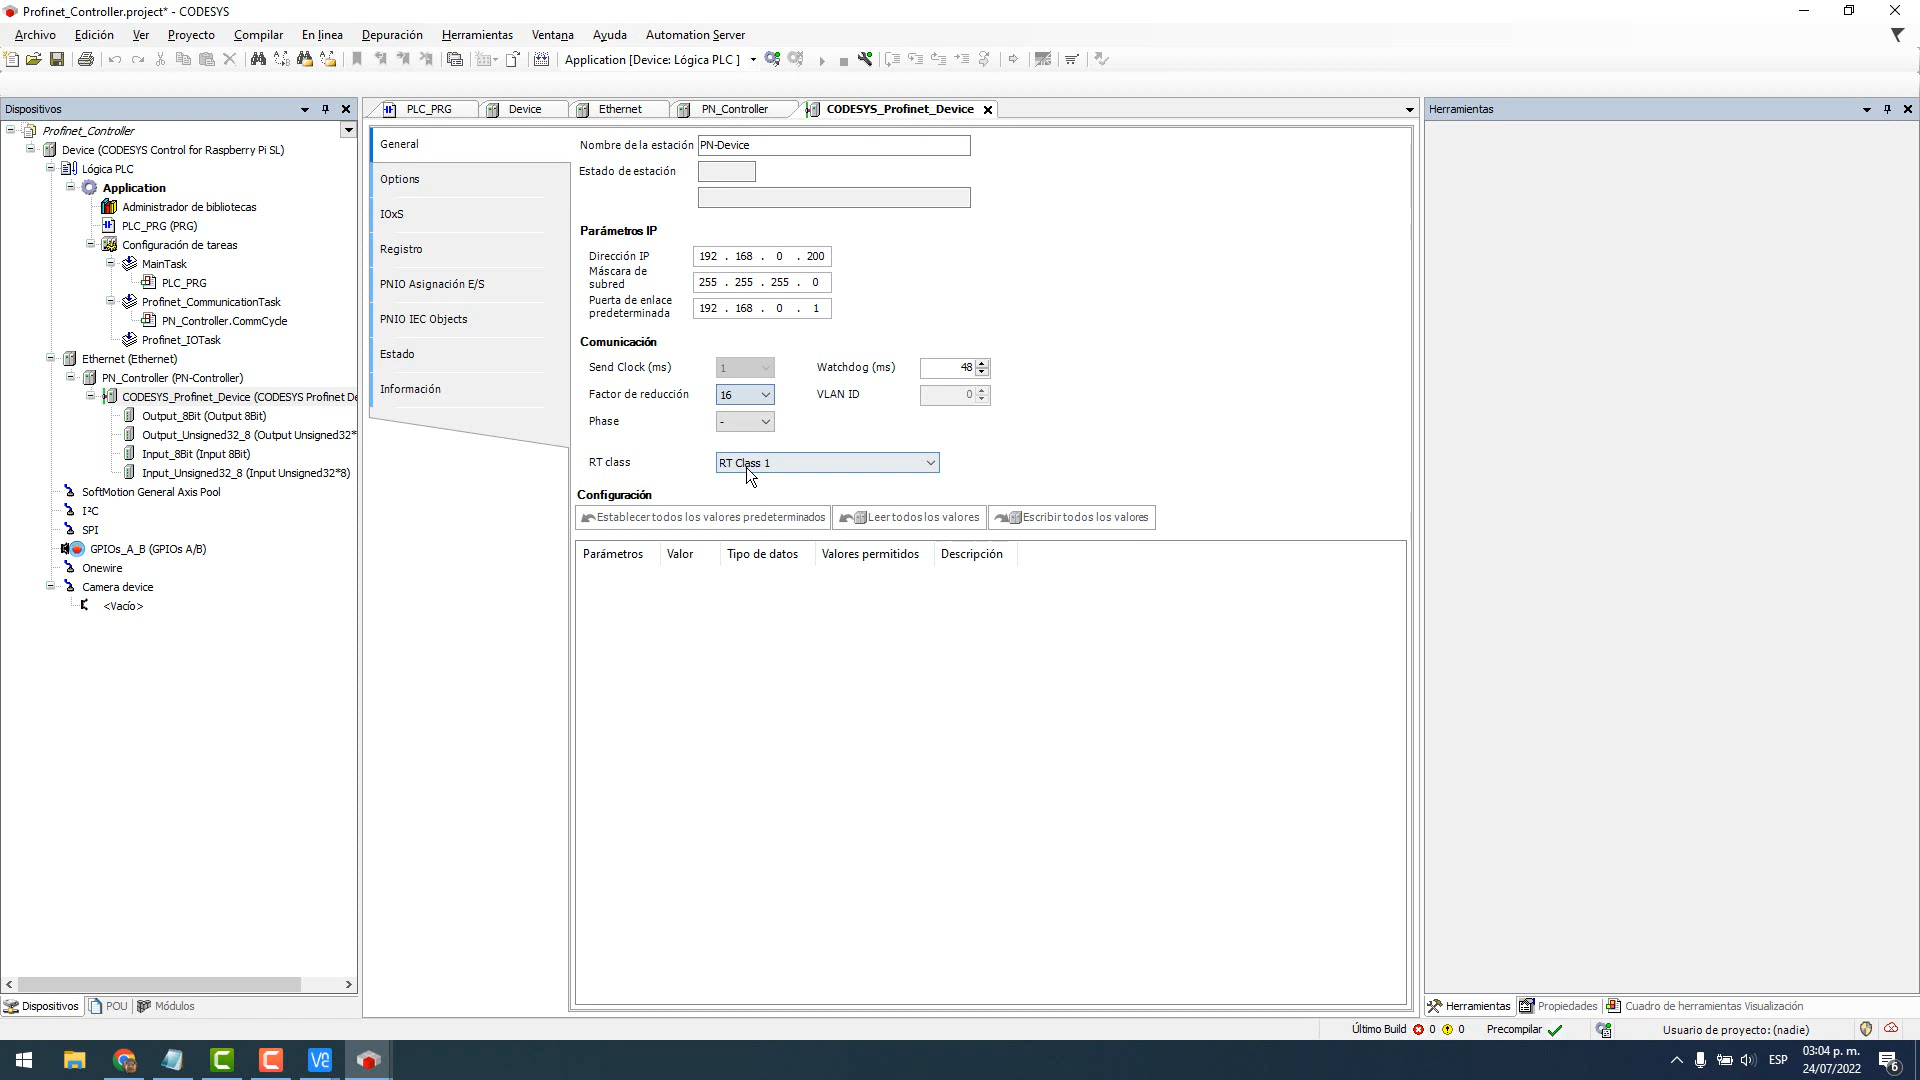 Profinet_Controller.project* - CODESYS
Archivo Edición Ver Proyecto Compilar En línea Depuración Herramientas Ventana Ayuda Automation Server
Application [Device: Lógica PLC ]
Dispositivos
Profinet_Controller
Device (CODESYS Control for Raspberry Pi SL)
Lógica PLC
Application
Administrador de bibliotecas
PLC_PRG (PRG)
Configuración de tareas
MainTask
PLC_PRG
Profinet_CommunicationTask
PN_Controller.CommCycle
Profinet_IOTask
Ethernet (Ethernet)
PN_Controller (PN-Controller)
CODESYS_Profinet_Device (CODESYS Profinet De
Output_8Bit (Output 8Bit)
Output_Unsigned32_8 (Output Unsigned32*
Input_8Bit (Input 8Bit)
Input_Unsigned32_8 (Input Unsigned32*8)
SoftMotion General Axis Pool
I²C
SPI
GPIOs_A_B (GPIOs A/B)
Onewire
Camera device
<Vacío>
Dispositivos POU Módulos
PLC_PRG Device Ethernet PN_Controller CODESYS_Profinet_Device
General
Options
IOxS
Registro
PNIO Asignación E/S
PNIO IEC Objects
Estado
Información
Nombre de la estación PN-Device
Estado de estación
Parámetros IP
Dirección IP 192 . 168 . 0 . 200
Máscara de subred 255 . 255 . 255 . 0
Puerta de enlace predeterminada 192 . 168 . 0 . 1
Comunicación
Send Clock (ms) 1 Watchdog (ms) 48
Factor de reducción 16 VLAN ID 0
Phase -
RT class RT Class 1
Configuración
Establecer todos los valores predeterminados Leer todos los valores Escribir todos los valores
Parámetros Valor Tipo de datos Valores permitidos Descripción
Herramientas
Herramientas Propiedades Cuadro de herramientas Visualización
Último Build 0 0 Precompilar Usuario de proyecto: (nadie)
ESP 03:04 p. m.
24/07/2022 6